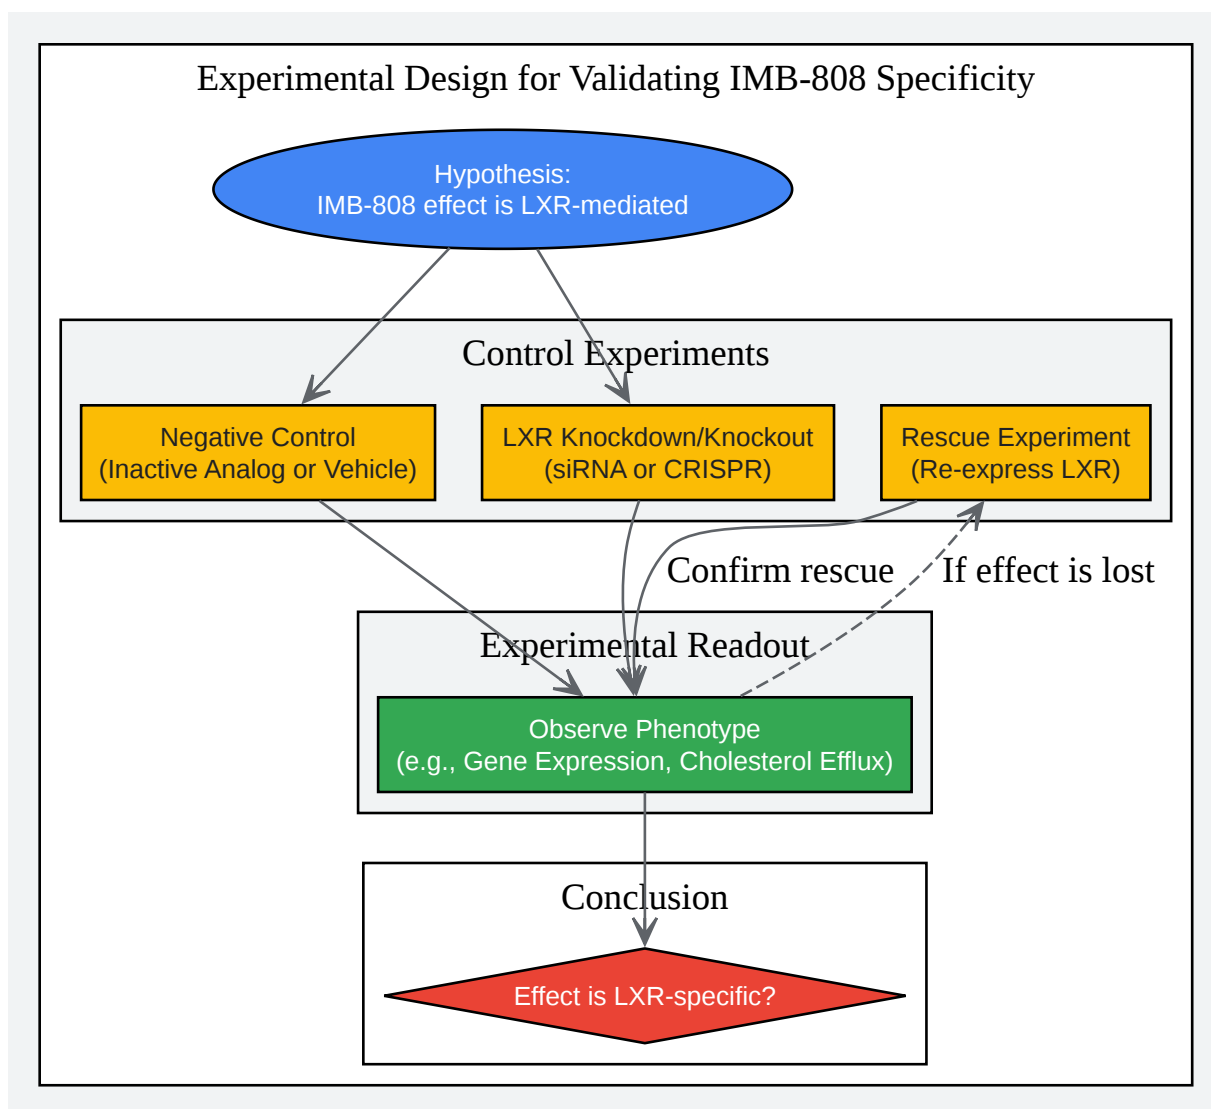 Experimental Design for Validating IMB-808 Specificity
Hypothesis:
IMB-808 effect is LXR-mediated
Control Experiments
Negative Control
(Inactive Analog or Vehicle)
LXR Knockdown/Knockout
(siRNA or CRISPR)
Rescue Experiment
(Re-express LXR)
Confirm rescue
If effect is lost
Experimental Readout
Observe Phenotype
(e.g., Gene Expression, Cholesterol Efflux)
Conclusion
Effect is LXR-specific?